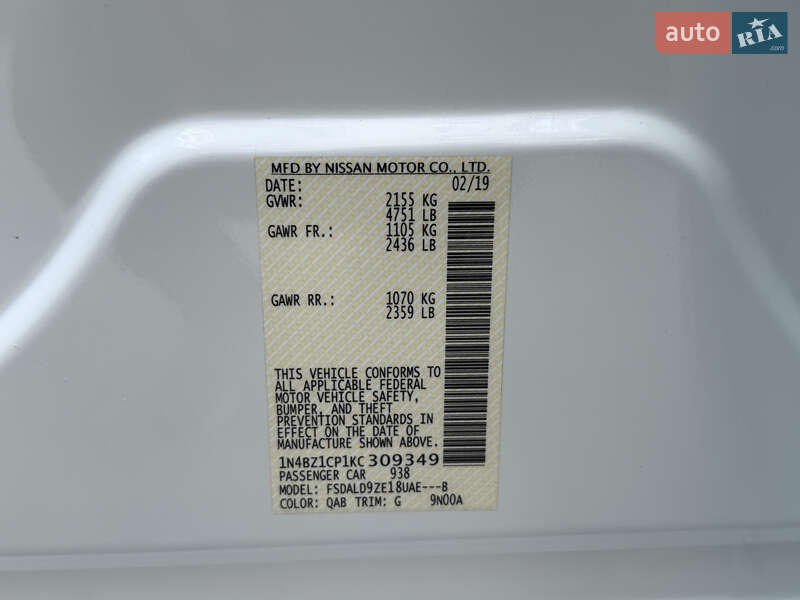 auto RIA.com
MFD BY NISSAN MOTOR CO., LTD.
DATE: 02/19
GVWR: 2155 KG
4751 LB
GAWR FR.: 1105 KG
2436 LB
GAWR RR.: 1070 KG
2359 LB
THIS VEHICLE CONFORMS TO
ALL APPLICABLE FEDERAL
MOTOR VEHICLE SAFETY,
BUMPER, AND THEFT
PREVENTION STANDARDS IN
EFFECT ON THE DATE OF
MANUFACTURE SHOWN ABOVE.
1N4BZ1CP1KC 309349
PASSENGER CAR 938
MODEL: FSDALD9ZE18UAE---B
COLOR: QAB TRIM: G 9N00A